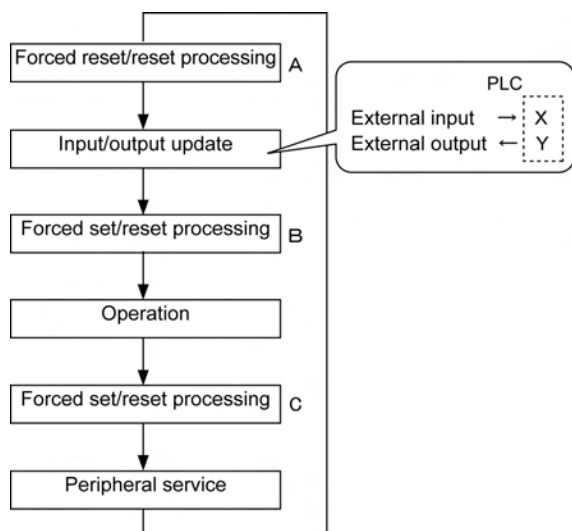 Forced reset/reset processing A
PLC
External input → X
Input/output update
External output ← Y
Forced set/reset processing B
Operation
Forced set/reset processing C
Peripheral service